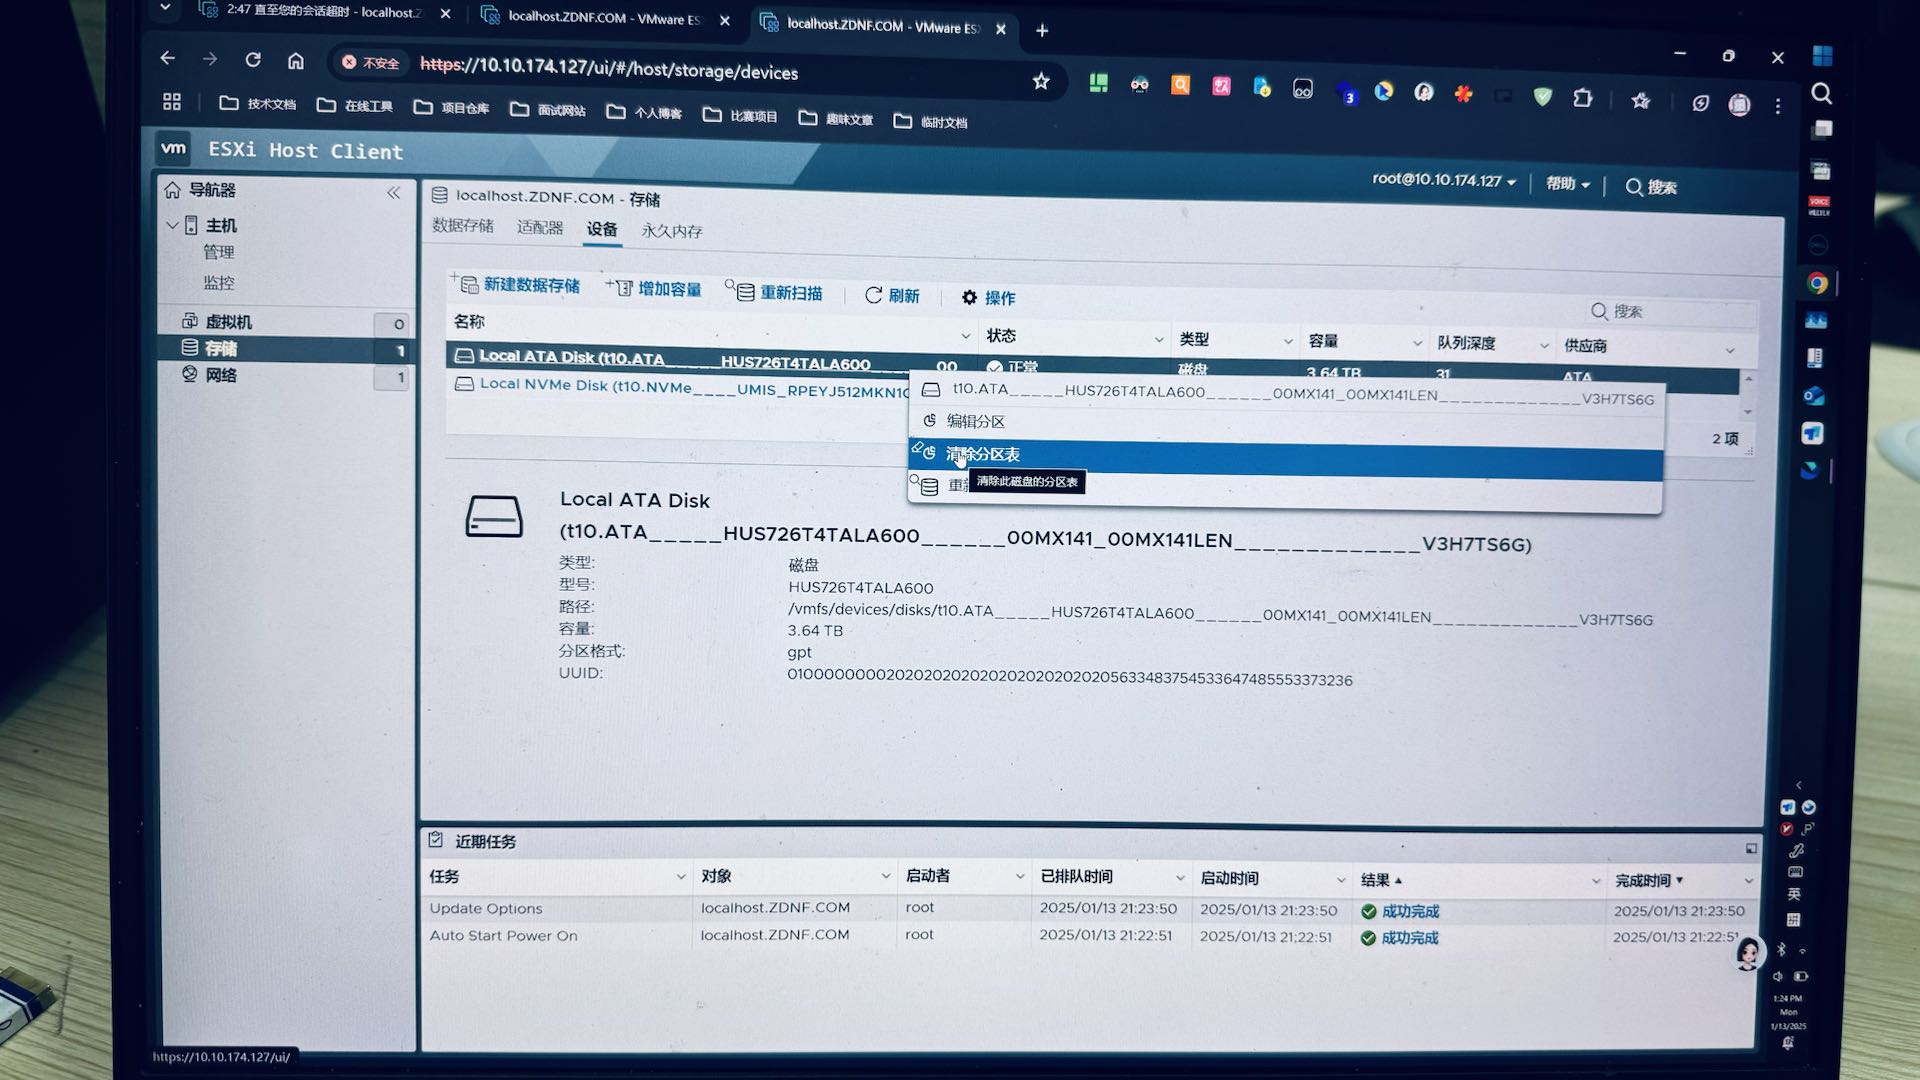 2:47 直至您的会话超时 - localhost.Z
localhost.ZDNF.COM - VMware ES
localhost.ZDNF.COM - VMware ES
不安全 https://10.10.174.127/ui/#/host/storage/devices
技术文档 在线工具 项目仓库 面试网站 个人博客 比赛项目 趣味文章 临时文档
vm ESXi Host Client
root@10.10.174.127 帮助 搜索
导航器
主机
管理
监控
虚拟机 0
存储 1
网络 1
localhost.ZDNF.COM - 存储
数据存储 适配器 设备 永久内存
新建数据存储 增加容量 重新扫描 刷新 操作
搜索
名称 状态 类型 容量 队列深度 供应商
Local ATA Disk (t10.ATA_____HUS726T4TALA600______00 正常 磁盘 3.64 TB 31 ATA
Local NVMe Disk (t10.NVMe____UMIS_RPEYJ512MKN1
2 项
t10.ATA_____HUS726T4TALA600______00MX141_00MX141LEN_____________V3H7TS6G
编辑分区
清除分区表
重
清除此磁盘的分区表
Local ATA Disk
(t10.ATA_____HUS726T4TALA600______00MX141_00MX141LEN_____________V3H7TS6G)
类型: 磁盘
型号: HUS726T4TALA600
路径: /vmfs/devices/disks/t10.ATA_____HUS726T4TALA600______00MX141_00MX141LEN_____________V3H7TS6G
容量: 3.64 TB
分区格式: gpt
UUID: 
近期任务
任务 对象 启动者 已排队时间 启动时间 结果 完成时间
Update Options localhost.ZDNF.COM root 2025/01/13 21:23:50 2025/01/13 21:23:50 成功完成 2025/01/13 21:23:50
Auto Start Power On localhost.ZDNF.COM root 2025/01/13 21:22:51 2025/01/13 21:22:51 成功完成 2025/01/13 21:22:51
https://10.10.174.127/ui/
英
1:24 PM
Mon
1/13/2025